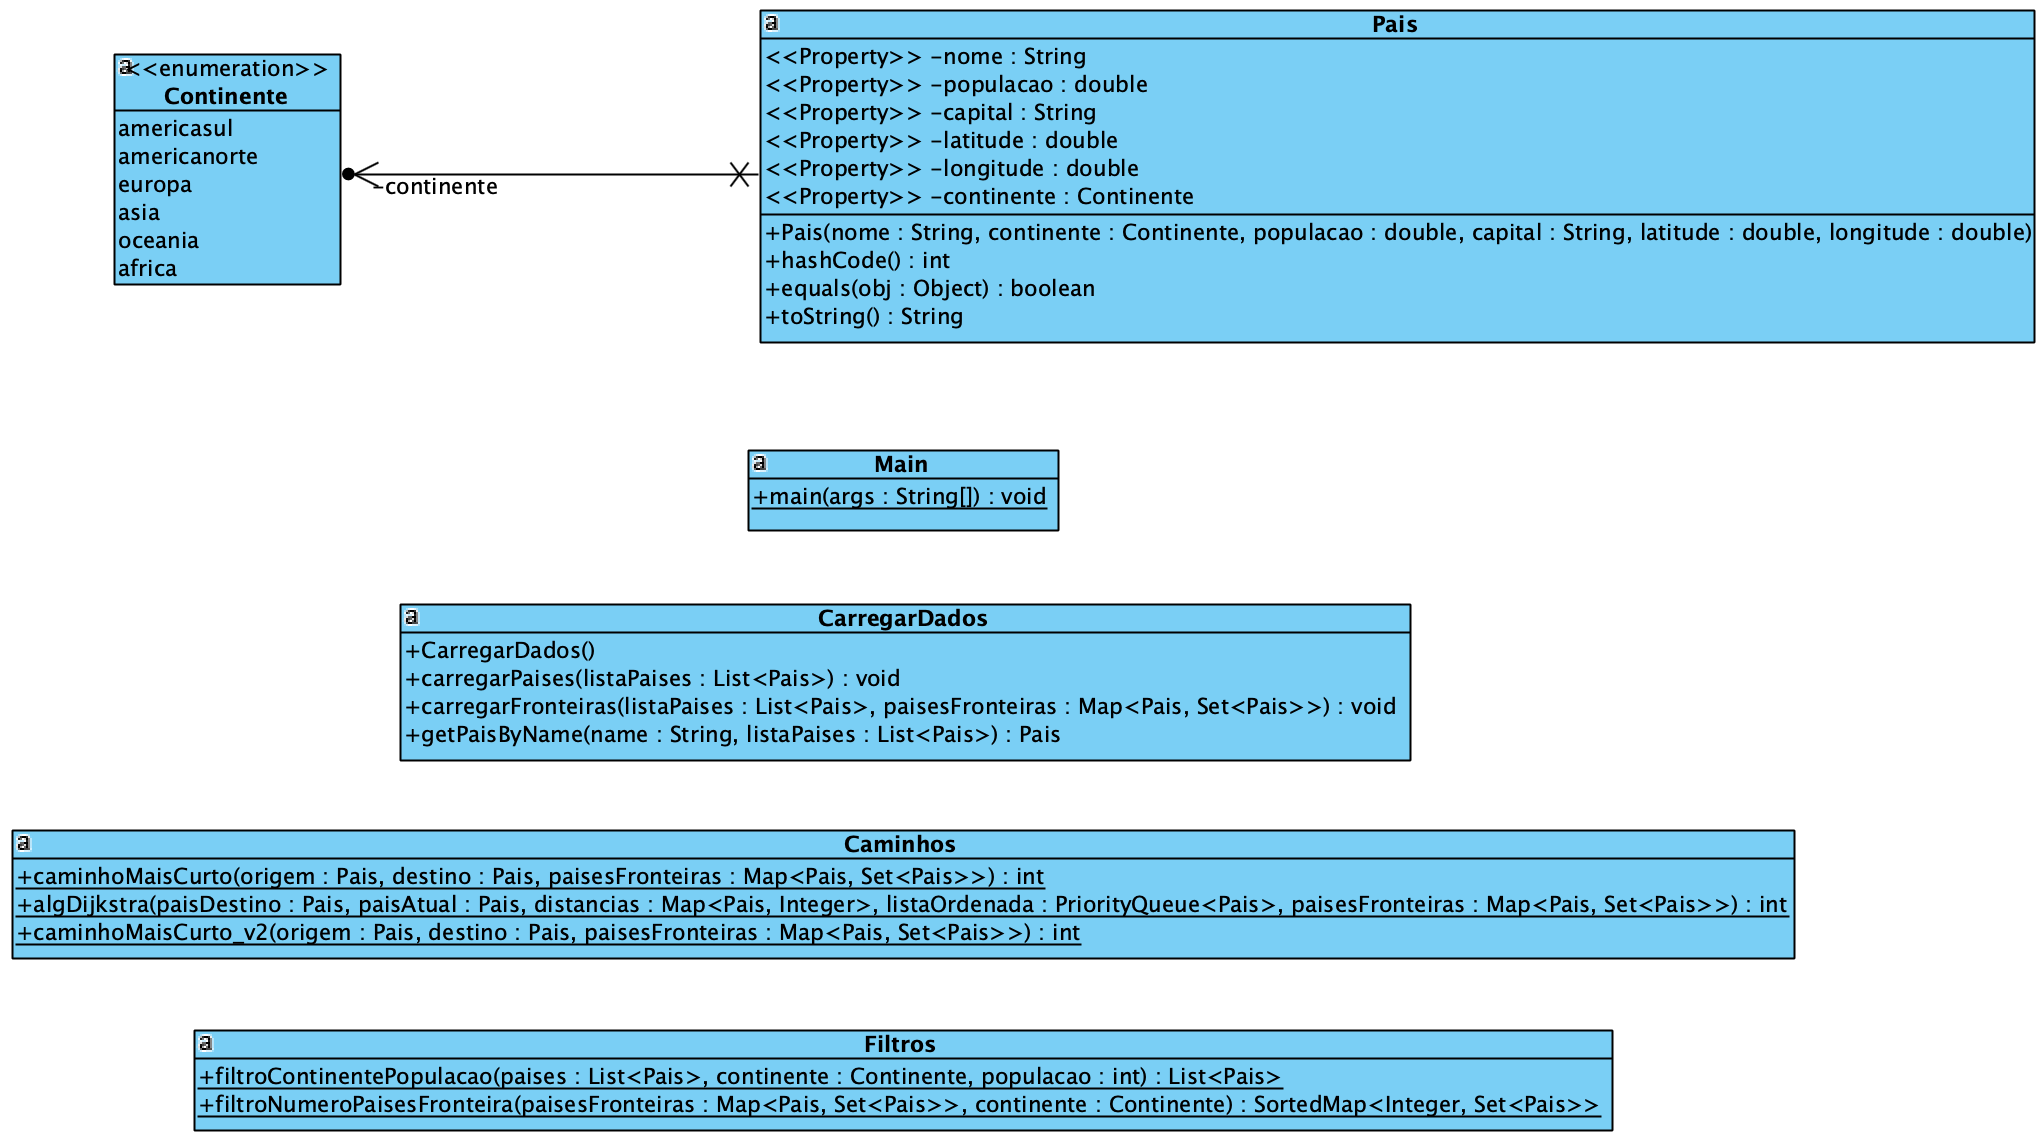 <<enumeration>>
Continente
americasul
americanorte
europa
asia
oceania
africa
-continente
a
Pais
<<Property>> -nome : String
<<Property>> -populacao : double
<<Property>> -capital : String
<<Property>> -latitude : double
<<Property>> -longitude : double
<<Property>> -continente : Continente
+Pais(nome : String, continente : Continente, populacao : double, capital : String, latitude : double, longitude : double)
+hashCode() : int
+equals(obj : Object) : boolean
+toString() : String
a
Main
+main(args : String[]) : void
a
CarregarDados
+CarregarDados()
+carregarPaises(listaPaises : List<Pais>) : void
+carregarFronteiras(listaPaises : List<Pais>, paisesFronteiras : Map<Pais, Set<Pais>>) : void
+getPaisByName(name : String, listaPaises : List<Pais>) : Pais
a
Caminhos
+caminhoMaisCurto(origem : Pais, destino : Pais, paisesFronteiras : Map<Pais, Set<Pais>>) : int
+algDijkstra(paisDestino : Pais, paisAtual : Pais, distancias : Map<Pais, Integer>, listaOrdenada : PriorityQueue<Pais>, paisesFronteiras : Map<Pais, Set<Pais>>) : int
+caminhoMaisCurto_v2(origem : Pais, destino : Pais, paisesFronteiras : Map<Pais, Set<Pais>>) : int
a
Filtros
+filtroContinentePopulacao(paises : List<Pais>, continente : Continente, populacao : int) : List<Pais>
+filtroNumeroPaisesFronteira(paisesFronteiras : Map<Pais, Set<Pais>>, continente : Continente) : SortedMap<Integer, Set<Pais>>